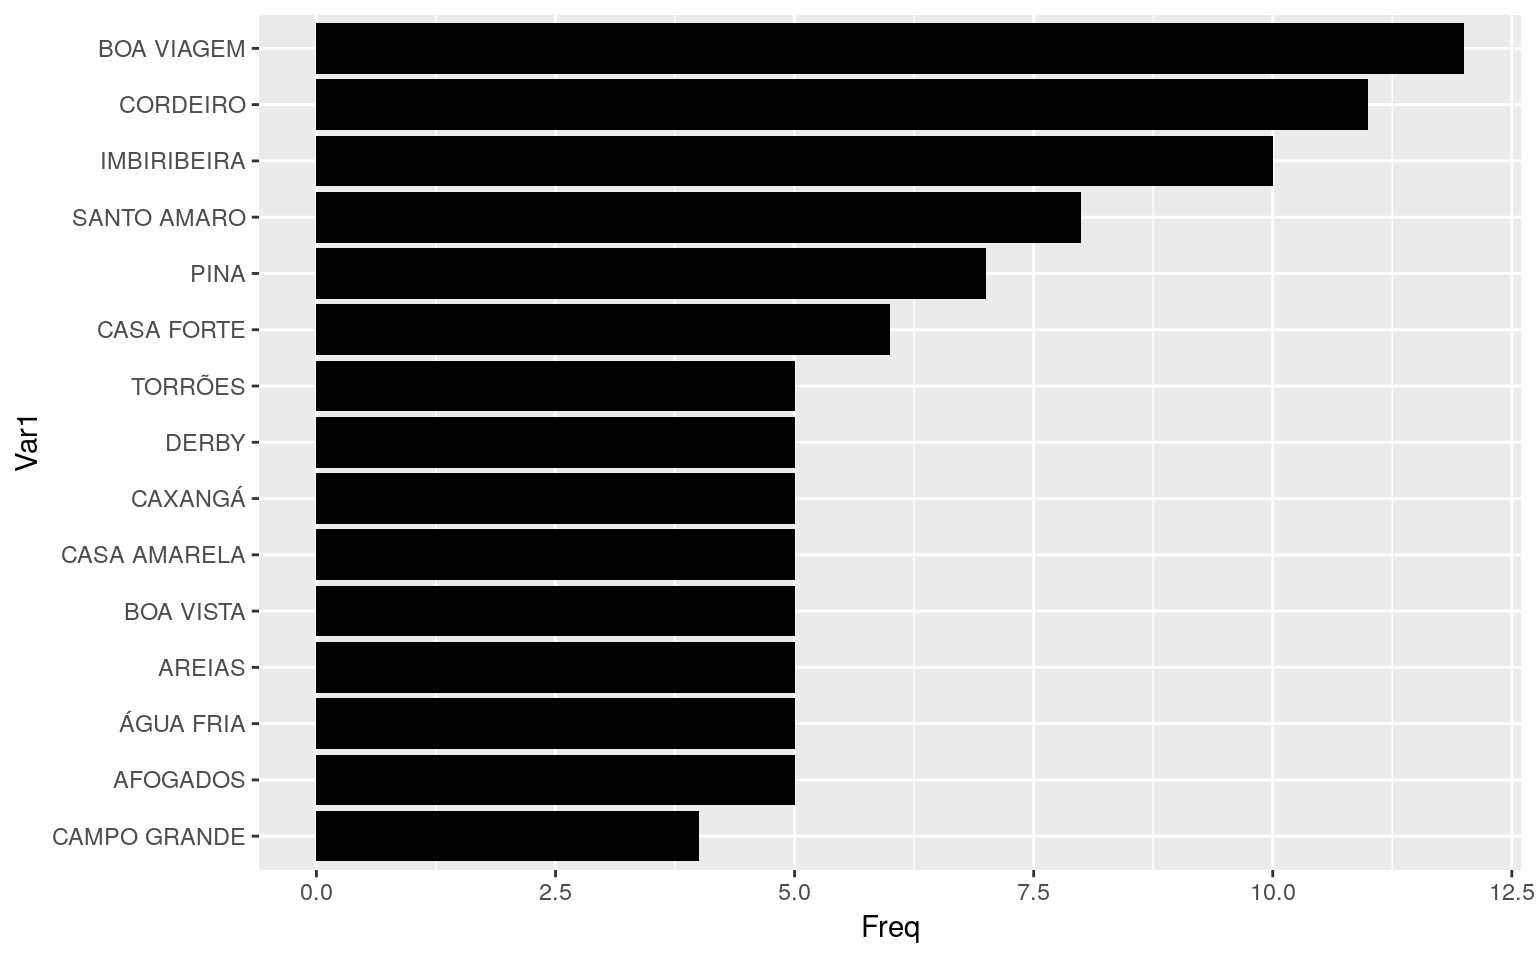 BOA VIAGEM
CORDEIRO
IMBIRIBEIRA
SANTO AMARO
PINA
CASA FORTE
TORRÕES
DERBY
CAXANGÁ
CASA AMARELA
BOA VISTA
AREIAS
ÁGUA FRIA
AFOGADOS
CAMPO GRANDE
Var1
0.0 2.5 5.0 7.5 10.0 12.5
Freq